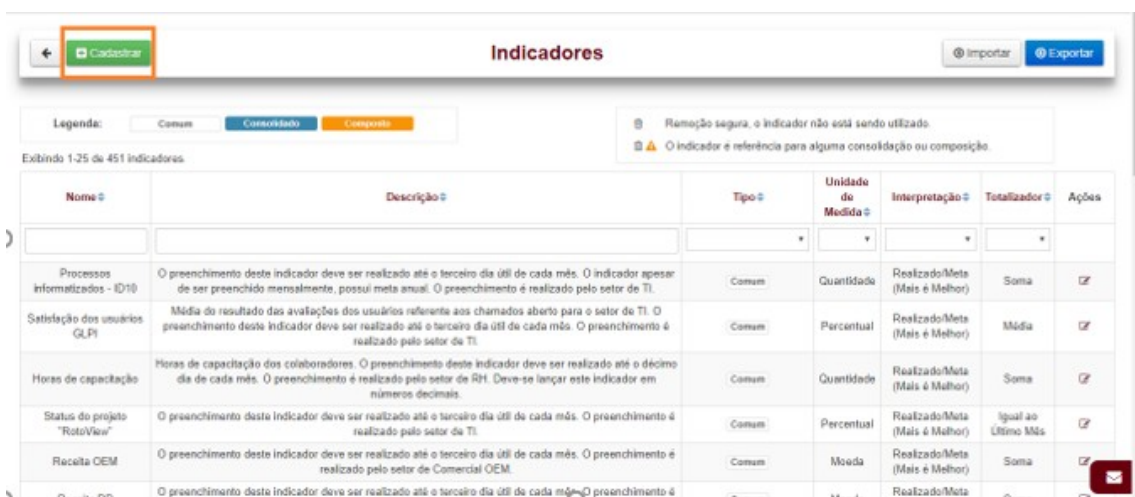 Cadastrar
Indicadores
Importar
Exportar
Legenda:
Comum
Consolidado
Composto
Remoção segura, o indicador não está sendo utilizado.
O indicador é referência para alguma consolidação ou composição.
Exibindo 1-25 de 451 indicadores.
Nome
Descrição
Tipo
Unidade
de
Medida
Interpretação
Totalizador
Ações
Processos
informatizados - ID10
O preenchimento deste indicador deve ser realizado até o terceiro dia útil de cada mês. O indicador apesar
de ser preenchido mensalmente, possui meta anual. O preenchimento é realizado pelo setor de TI.
Comum
Quantidade
Realizado/Meta
(Mais é Melhor)
Soma
Satisfação dos usuários
GLPI
Média do resultado das avaliações dos usuários referente aos chamados aberto para o setor de TI. O
preenchimento deste indicador deve ser realizado até o terceiro dia útil de cada mês. O preenchimento é
realizado pelo setor de TI.
Comum
Percentual
Realizado/Meta
(Mais é Melhor)
Média
Horas de capacitação
Horas de capacitação dos colaboradores. O preenchimento deste indicador deve ser realizado até o décimo
dia de cada mês. O preenchimento é realizado pelo setor de RH. Deve-se lançar este indicador em
números decimais.
Comum
Quantidade
Realizado/Meta
(Mais é Melhor)
Soma
Status do projeto
"RotoView"
O preenchimento deste indicador deve ser realizado até o terceiro dia útil de cada mês. O preenchimento é
realizado pelo setor de TI.
Comum
Percentual
Realizado/Meta
(Mais é Melhor)
Igual ao
Último Mês
Receita OEM
O preenchimento deste indicador deve ser realizado até o terceiro dia útil de cada mês. O preenchimento é
realizado pelo setor de Comercial OEM.
Comum
Moeda
Realizado/Meta
(Mais é Melhor)
Soma
O preenchimento deste indicador deve ser realizado até o terceiro dia útil de cada mês. O preenchimento é
Realizado/Meta